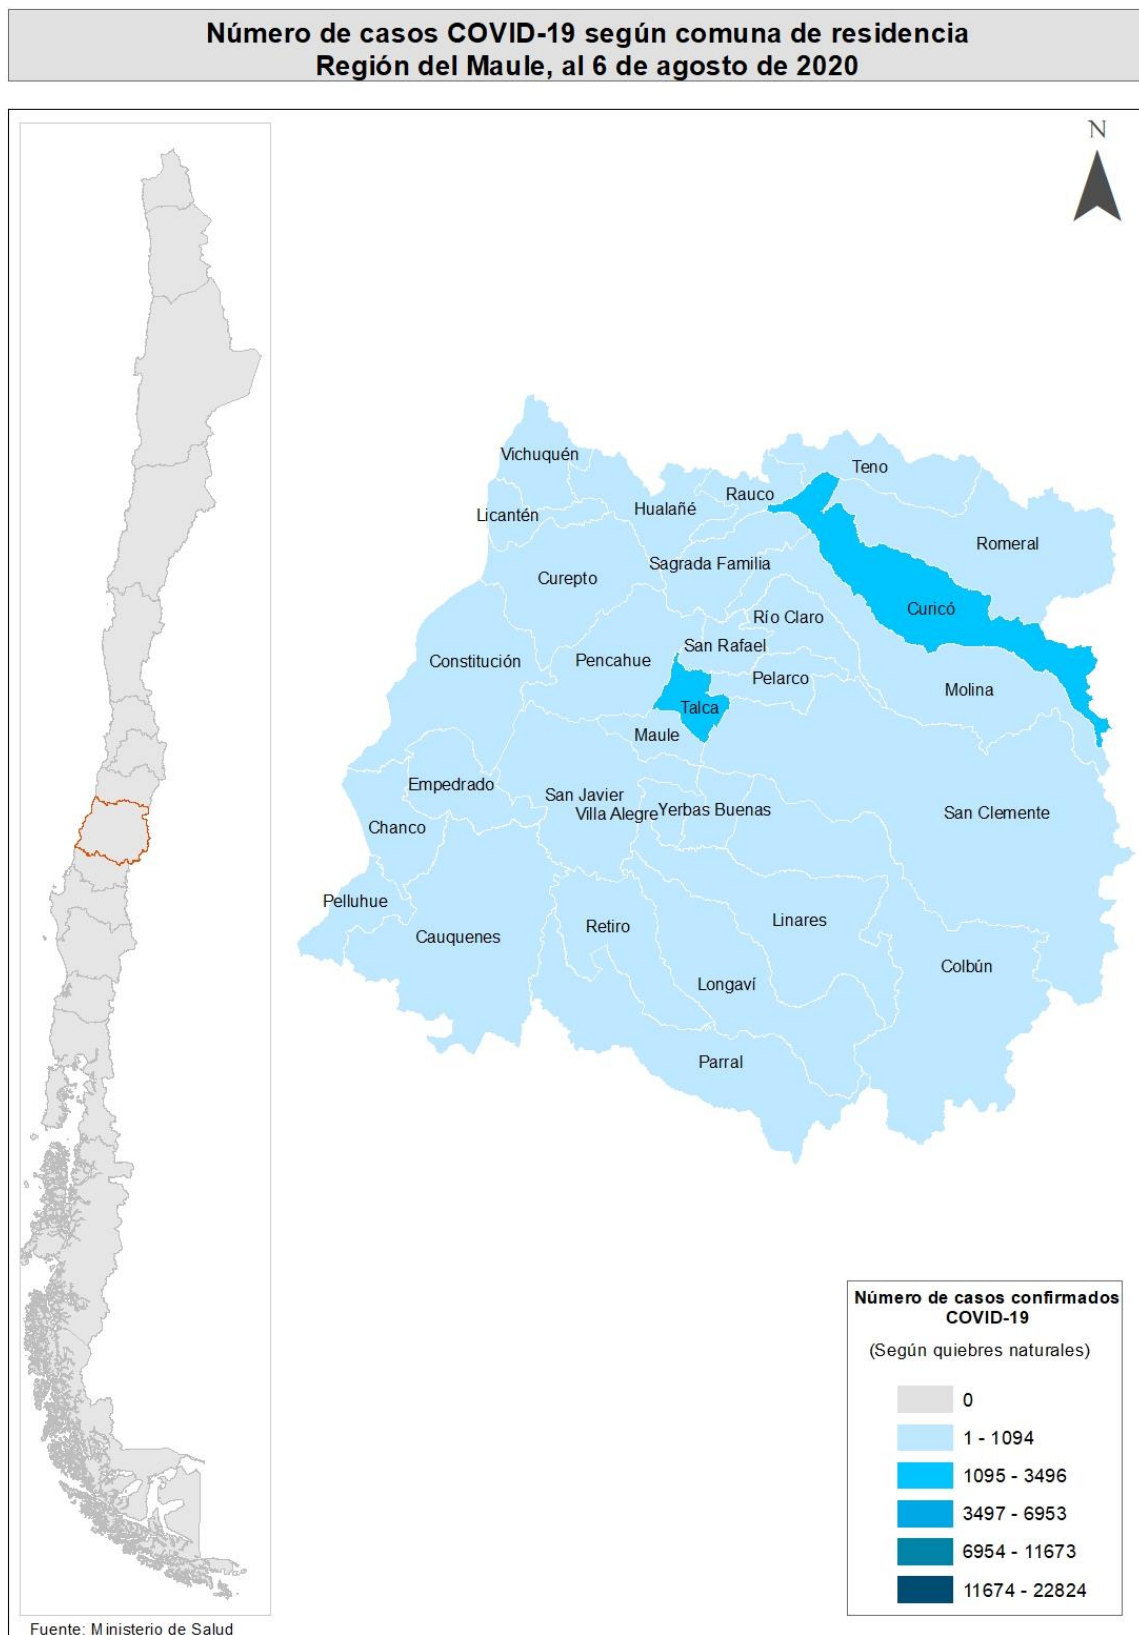 Número de casos COVID-19 según comuna de residencia
Región del Maule, al 6 de agosto de 2020
N
Vichuquén
Teno
Rauco
Hualañé
Licantén
Romeral
Sagrada Familia
Curepto
Curicó
Río Claro
San Rafael
Constitución
Pencahue
Pelarco
Molina
Talca
Maule
Empedrado
San Javier
Villa Alegre
Yerbas Buenas
San Clemente
Chanco
Pelluhue
Linares
Retiro
Cauquenes
Colbún
Longaví
Parral
Número de casos confirmados
COVID-19
(Según quiebres naturales)
0
1 - 1094
1095 - 3496
3497 - 6953
6954 - 11673
11674 - 22824
Fuente: Ministerio de Salud